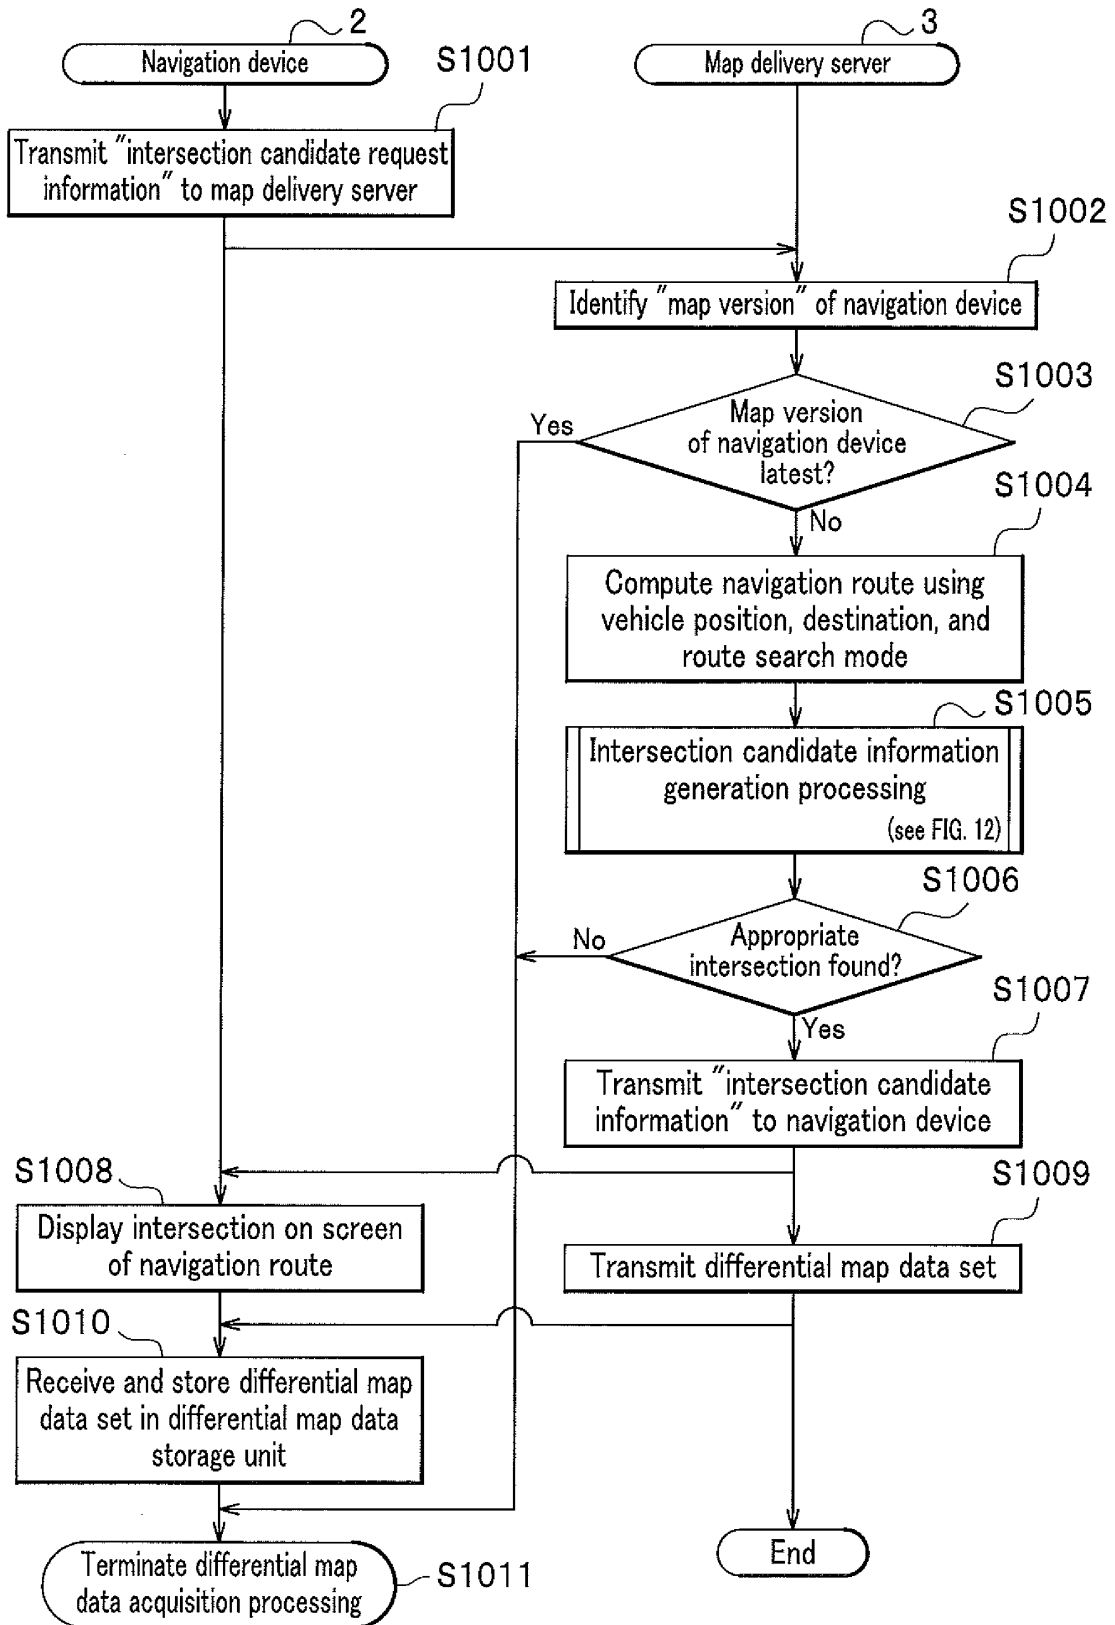 2
3
Navigation device
S1001
Map delivery server
Transmit "intersection candidate request
information" to map delivery server
S1002
Identify "map version" of navigation device
S1003
Yes
Map version
of navigation device
latest?
S1004
No
Compute navigation route using
vehicle position, destination, and
route search mode
S1005
Intersection candidate information
generation processing
(see FIG. 12)
S1006
No
Appropriate
intersection found?
S1007
Yes
Transmit "intersection candidate
information" to navigation device
S1008
S1009
Display intersection on screen
of navigation route
Transmit differential map data set
S1010
Receive and store differential map
data set in differential map data
storage unit
End
Terminate differential map
data acquisition processing
S1011